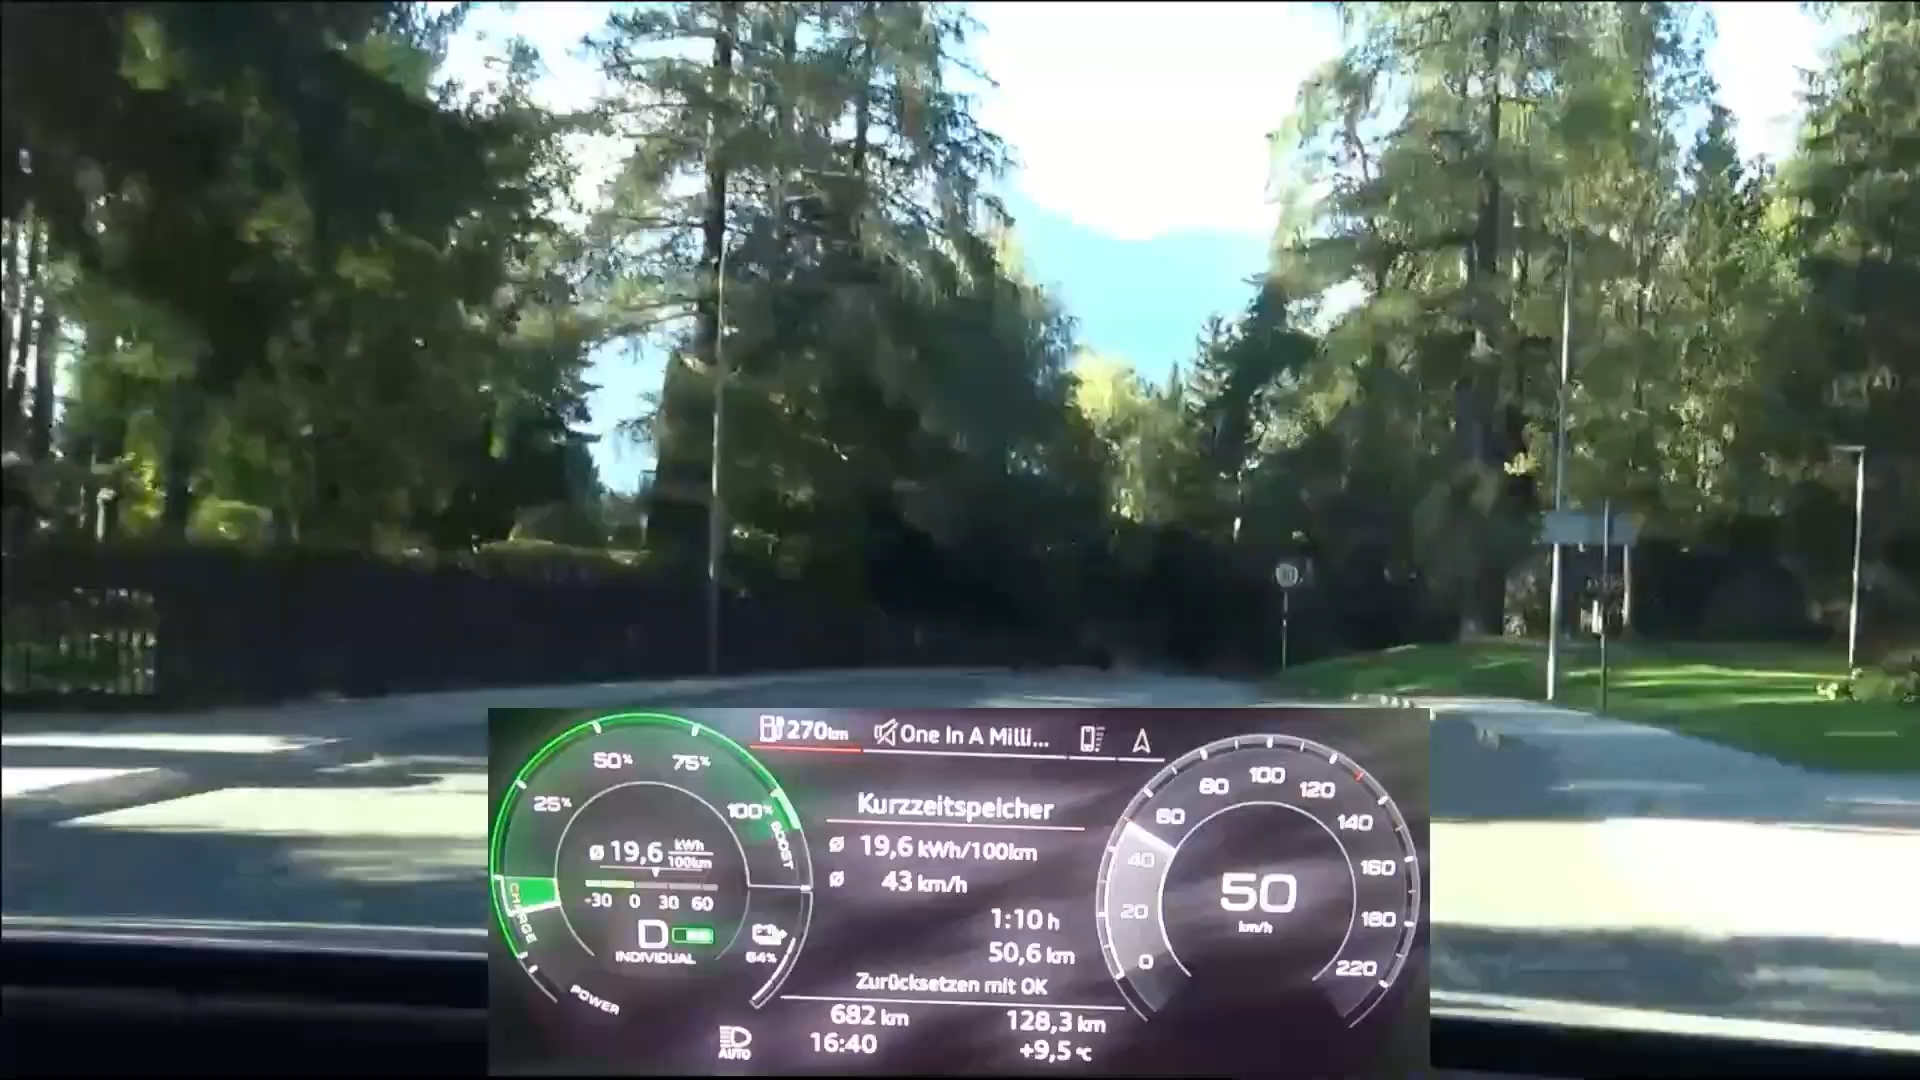 270km
One In A Milli...
25%
50%
75%
100%
BOOST
CHARGE
POWER
Ø 19,6 kWh/100km
-30 0 30 60
D
INDIVIDUAL
64%
Kurzzeitspeicher
Ø 19,6 kWh/100km
Ø 43 km/h
1:10 h
50,6 km
Zurücksetzen mit OK
682 km
128,3 km
AUTO
16:40
+9,5 °C
0
20
40
60
80
100
120
140
160
180
220
50
km/h